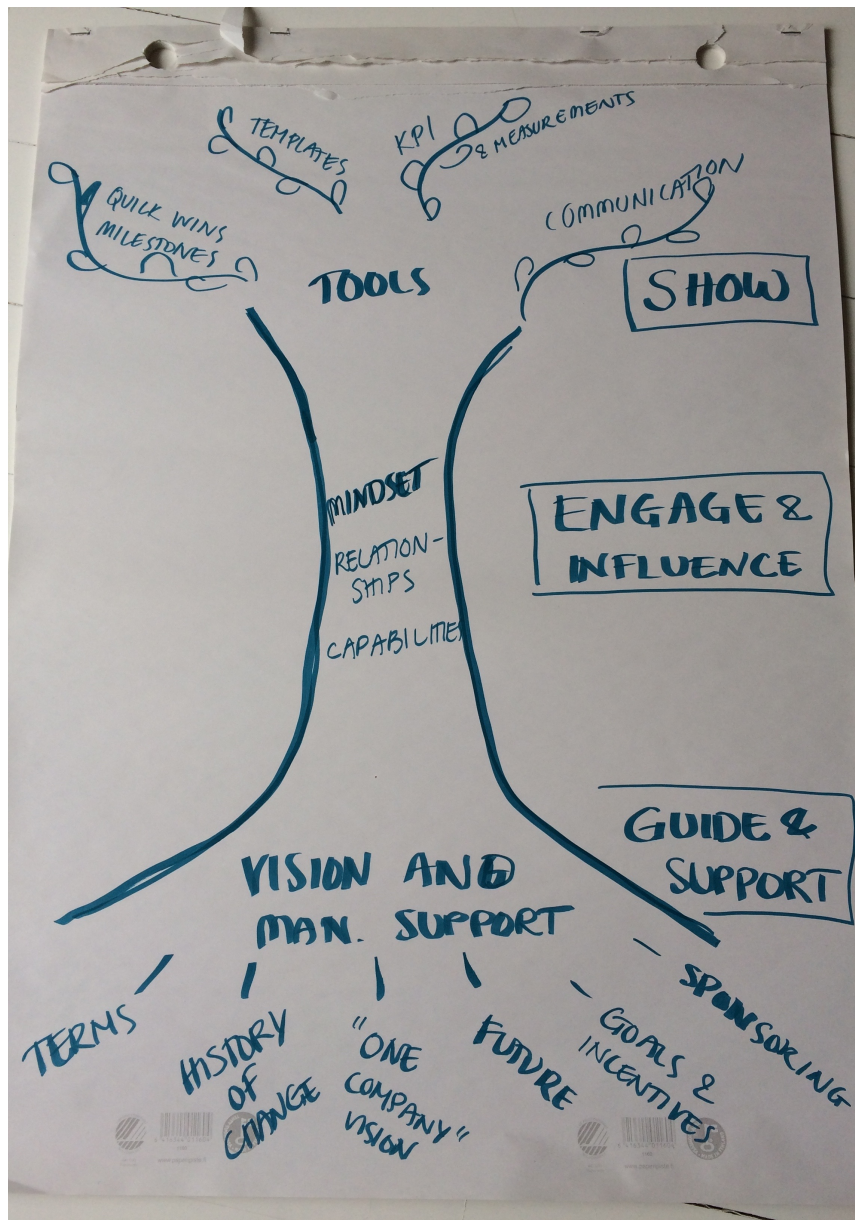 TEMPLATES
KPI
& MEASUREMENTS
QUICK WINS
MILESTONES
COMMUNICATION
TOOLS
SHOW
MINDSET
RELATION-
SHIPS
CAPABILITIES
ENGAGE &
INFLUENCE
GUIDE &
SUPPORT
VISION AND
MAN. SUPPORT
TERMS
HISTORY
OF
CHANGE
"ONE
COMPANY"
VISION
FUTURE
GOALS &
INCENTIVES
SPONSORING